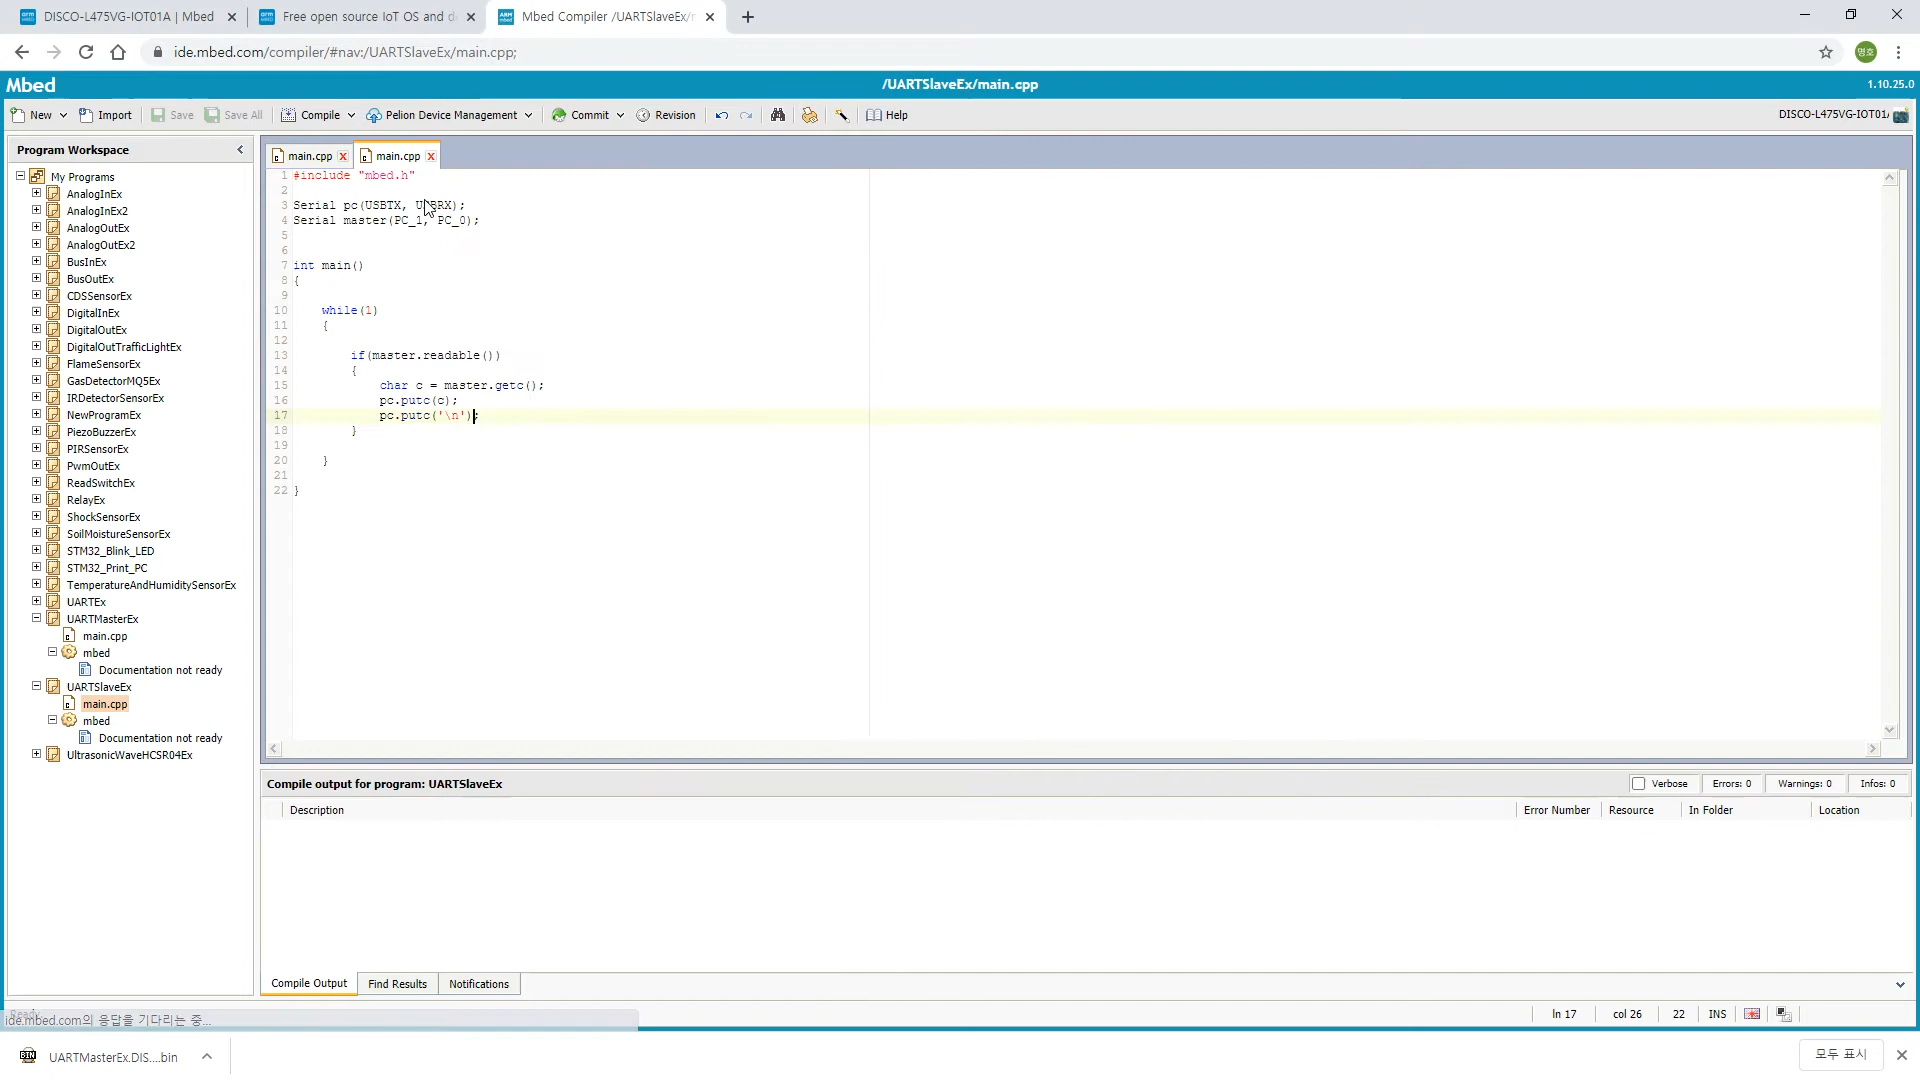 DISCO-L475VG-IOT01A | Mbed
Free open source IoT OS and d
Mbed Compiler /UARTSlaveEx/m
ide.mbed.com/compiler/#nav:/UARTSlaveEx/main.cpp;
명호
Mbed
/UARTSlaveEx/main.cpp
1.10.25.0
New
Import
Save
Save All
Compile
Pelion Device Management
Commit
Revision
Help
DISCO-L475VG-IOT01
Program Workspace
My Programs
AnalogInEx
AnalogInEx2
AnalogOutEx
AnalogOutEx2
BusInEx
BusOutEx
CDSSensorEx
DigitalInEx
DigitalOutEx
DigitalOutTrafficLightEx
FlameSensorEx
GasDetectorMQ5Ex
IRDetectorSensorEx
NewProgramEx
PiezoBuzzerEx
PIRSensorEx
PwmOutEx
ReadSwitchEx
RelayEx
ShockSensorEx
SoilMoistureSensorEx
STM32_Blink_LED
STM32_Print_PC
TemperatureAndHumiditySensorEx
UARTEx
UARTMasterEx
main.cpp
mbed
Documentation not ready
UARTSlaveEx
main.cpp
mbed
Documentation not ready
UltrasonicWaveHCSR04Ex
main.cpp
main.cpp
1 #include "mbed.h"
2
3 Serial pc(USBTX, USBRX);
4 Serial master(PC_1, PC_0);
5
6
7 int main()
8 {
9
10 while(1)
11 {
12
13 if(master.readable())
14 {
15 char c = master.getc();
16 pc.putc(c);
17 pc.putc('\n');
18 }
19
20 }
21
22 }
Compile output for program: UARTSlaveEx
Verbose
Errors: 0
Warnings: 0
Infos: 0
Description
Error Number
Resource
In Folder
Location
Compile Output
Find Results
Notifications
Ready.
ide.mbed.com의 응답을 기다리는 중...
ln 17
col 26
22
INS
BIN
UARTMasterEx.DIS....bin
모두 표시